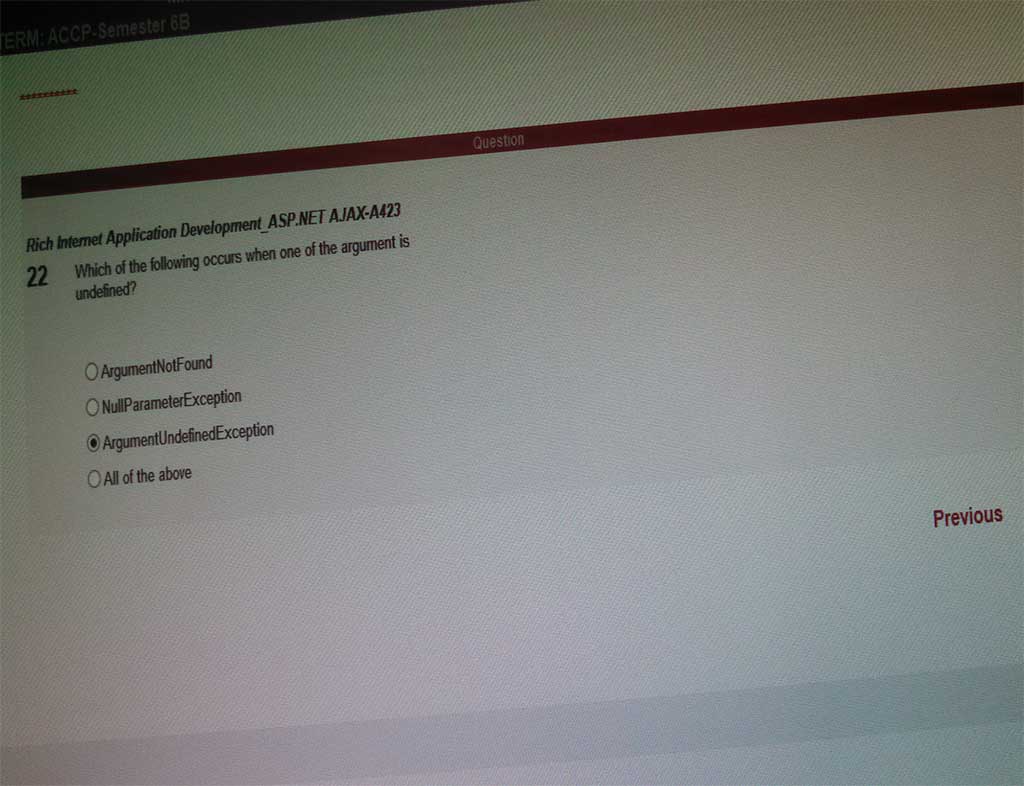 TERM: ACCP-Semester 6B
**********
Question
Rich Internet Application Development_ASP.NET AJAX-A423
22 Which of the following occurs when one of the argument is
undefined?
ArgumentNotFound
NullParameterException
ArgumentUndefinedException
All of the above
Previous